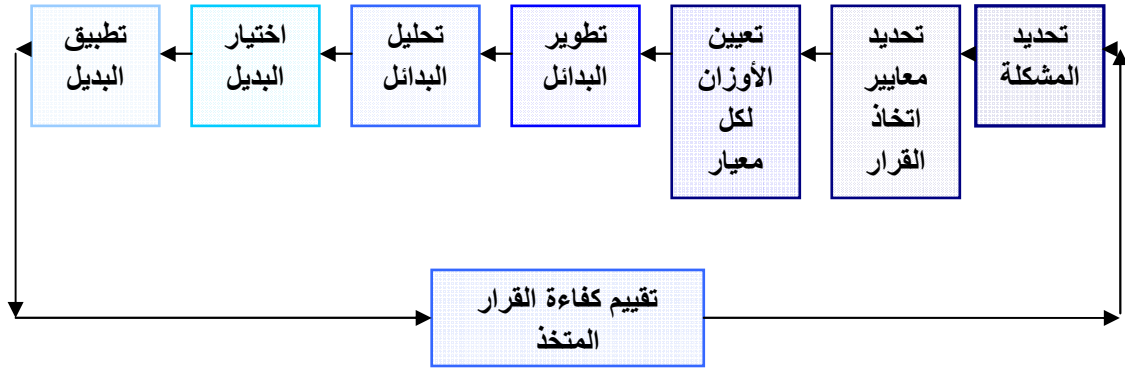 تحديد
المشكلة
تحديد
معايير
اتخاذ
القرار
تعيين
الأوزان
لكل
معيار
تطوير
البدائل
تحليل
البدائل
اختيار
البديل
تطبيق
البديل
تقييم كفاءة القرار
المتخذ